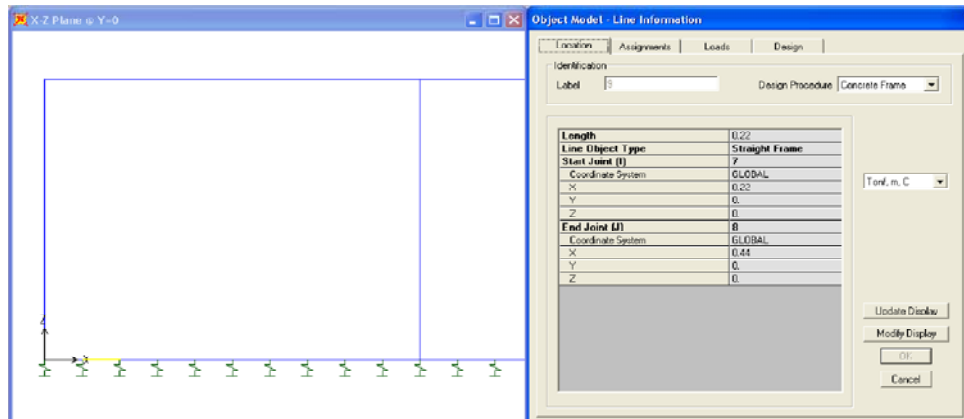 X-Z Plane @ Y=0
Object Model - Line Information
Location Assignments Loads Design
Identification
Label 9 Design Procedure Concrete Frame
Length 0.22
Line Object Type Straight Frame
Start Joint (I) 7
Coordinate System GLOBAL
X 0.22
Y 0.
Z 0.
End Joint (J) 8
Coordinate System GLOBAL
X 0.44
Y 0.
Z 0.
Tonf, m, C
Update Display
Modify Display
OK
Cancel